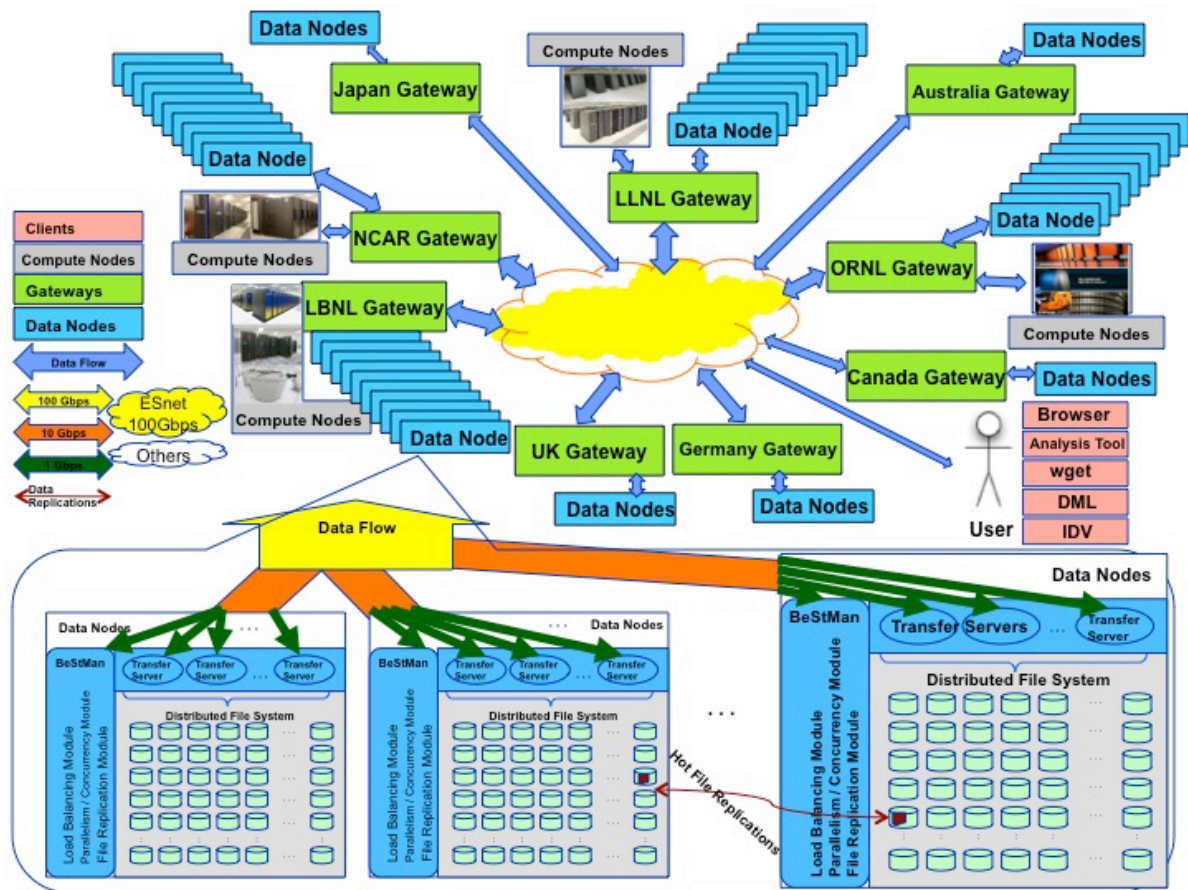 Data Nodes
Japan Gateway
Compute Nodes
Data Node
LLNL Gateway
Data Nodes
Australia Gateway
Data Node
NCAR Gateway
Compute Nodes
Data Node
ORNL Gateway
Compute Nodes
LBNL Gateway
Compute Nodes
Data Node
Canada Gateway
Data Nodes
UK Gateway
Data Nodes
Germany Gateway
Data Nodes
Clients
Compute Nodes
Gateways
Data Nodes
Data Flow
100 Gbps
10 Gbps
1 Gbps
Data
Replications
ESnet
100Gbps
Others
User
Browser
Analysis Tool
wget
DML
IDV
Data Flow
Data Nodes
...
BeStMan
Transfer
Server
Transfer
Server
...
Transfer
Server
Distributed File System
Load Balancing Module
Parallelism / Concurrency Module
File Replication Module
... Data Nodes
BeStMan
Transfer
Server
Transfer
Server
...
Transfer
Server
Distributed File System
Load Balancing Module
Parallelism / Concurrency Module
File Replication Module
...
Hot File Replications
Data Nodes
BeStMan
Transfer Servers
...
Transfer
Server
Distributed File System
Load Balancing Module
Parallelism / Concurrency Module
File Replication Module